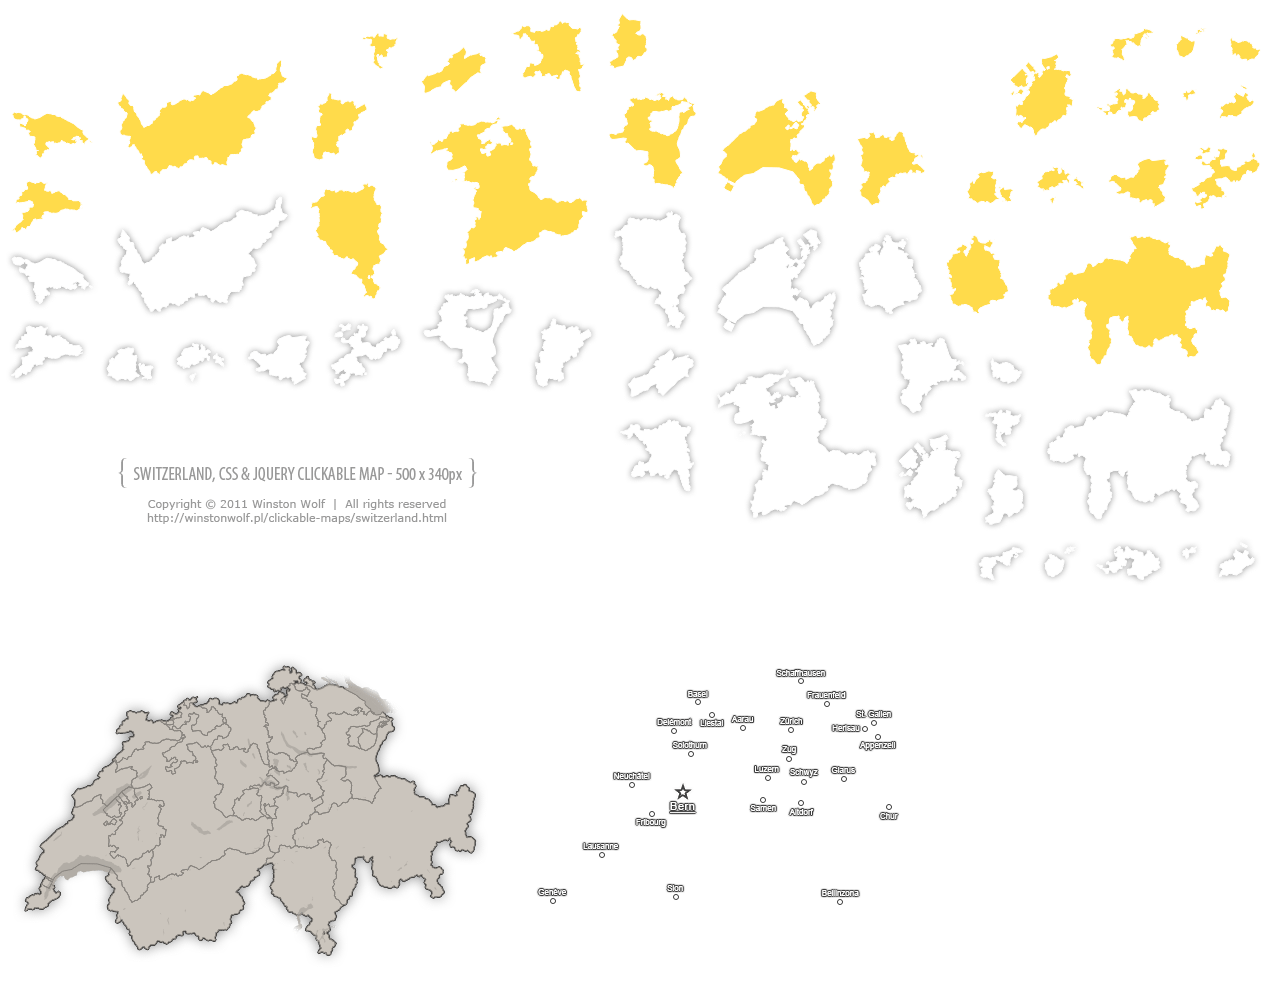 { SWITZERLAND, CSS & JQUERY CLICKABLE MAP - 500 x 340px }
Copyright © 2011 Winston Wolf | All rights reserved
http://winstonwolf.pl/clickable-maps/switzerland.html
Schaffhausen
Basel
Frauenfeld
Delémont
Liestal
Aarau
Zürich
St. Gallen
Herisau
Appenzell
Solothurn
Zug
Neuchâtel
Luzern
Schwyz
Glarus
Bern
Fribourg
Sarnen
Altdorf
Chur
Lausanne
Genève
Sion
Bellinzona